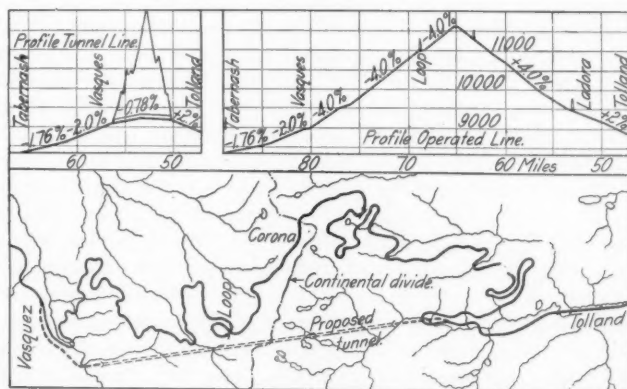 Profile Tunnel Line.
Tabernash
Vasques
Tolland
-1.76%
-2.0%
-0.78%
+2%
60
50
Tabernash
Vasques
Loop
Ladora
Tolland
-1.76%
-2.0%
-4.0%
-4.0%
-4.0%
+4.0%
+2%
11000
10000
9000
Profile Operated Line.
80
70
60 Miles
50
Corona
Loop
Continental divide.
Vasquez
Proposed
tunnel.
Tolland